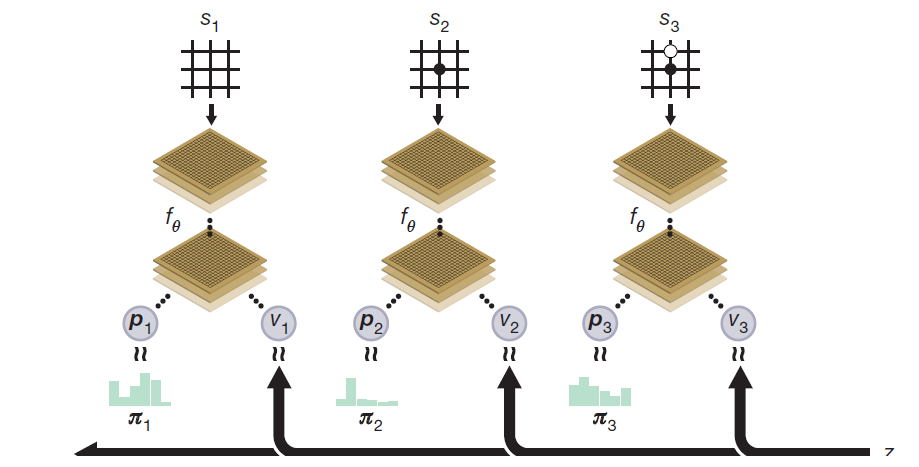 s1 s2 s3
fθ fθ fθ
p1 v1 p2 v2 p3 v3
π1 π2 π3
z